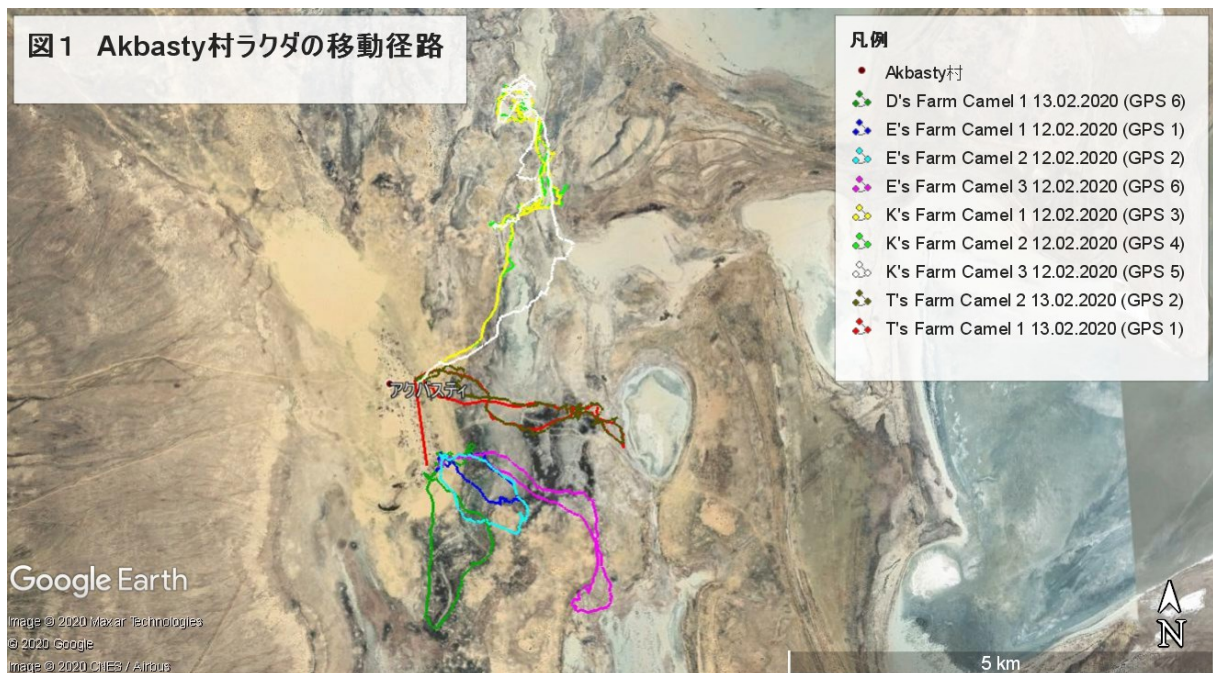 図1 Akbasty村ラクダの移動径路
凡例
Akbasty村
D's Farm Camel 1 13.02.2020 (GPS 6)
E's Farm Camel 1 12.02.2020 (GPS 1)
E's Farm Camel 2 12.02.2020 (GPS 2)
E's Farm Camel 3 12.02.2020 (GPS 6)
K's Farm Camel 1 12.02.2020 (GPS 3)
K's Farm Camel 2 12.02.2020 (GPS 4)
K's Farm Camel 3 12.02.2020 (GPS 5)
T's Farm Camel 2 13.02.2020 (GPS 2)
T's Farm Camel 1 13.02.2020 (GPS 1)
アクバスティ
Google Earth
Image © 2020 Maxar Technologies
© 2020 Google
Image © 2020 CNES / Airbus
N
5 km